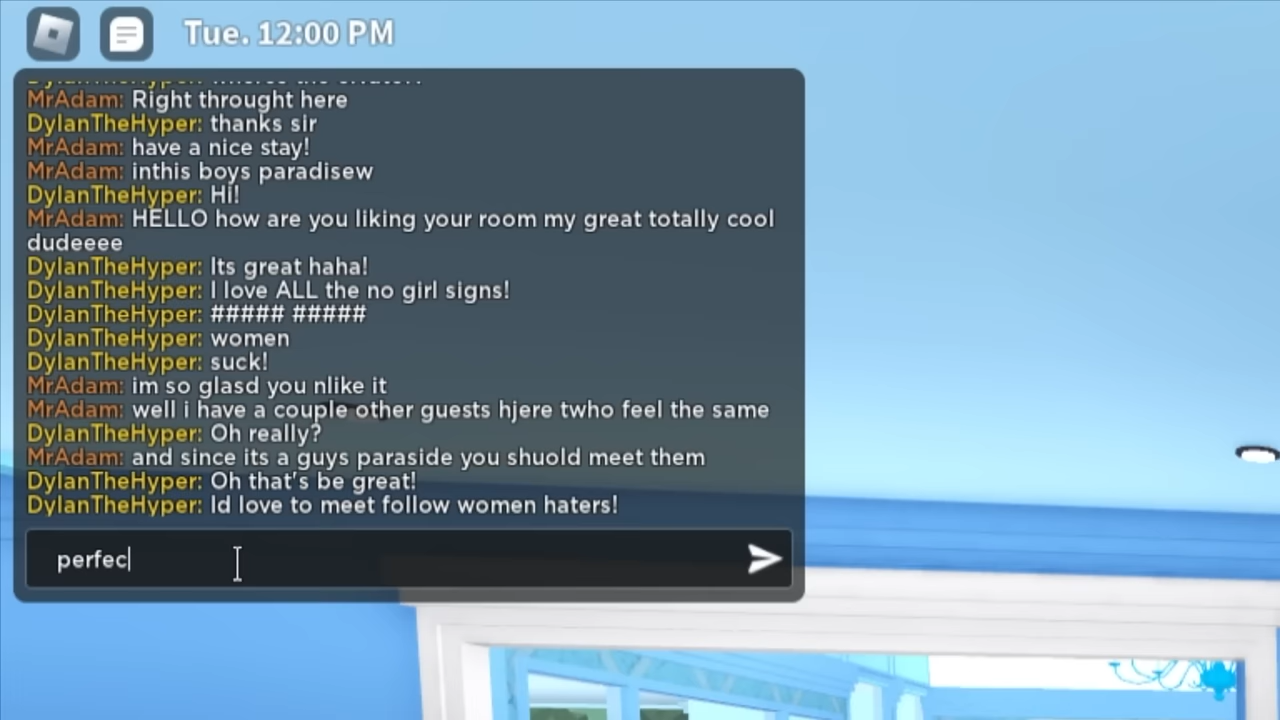 Tue. 12:00 PM
MrAdam: Right throught here
DylanTheHyper: thanks sir
MrAdam: have a nice stay!
MrAdam: inthis boys paradisew
DylanTheHyper: Hi!
MrAdam: HELLO how are you liking your room my great totally cool
dudeeee
DylanTheHyper: Its great haha!
DylanTheHyper: I love ALL the no girl signs!
DylanTheHyper: ##### #####
DylanTheHyper: women
DylanTheHyper: suck!
MrAdam: im so glasd you nlike it
MrAdam: well i have a couple other guests hjere twho feel the same
DylanTheHyper: Oh really?
MrAdam: and since its a guys paraside you shuold meet them
DylanTheHyper: Oh that's be great!
DylanTheHyper: Id love to meet follow women haters!
perfec